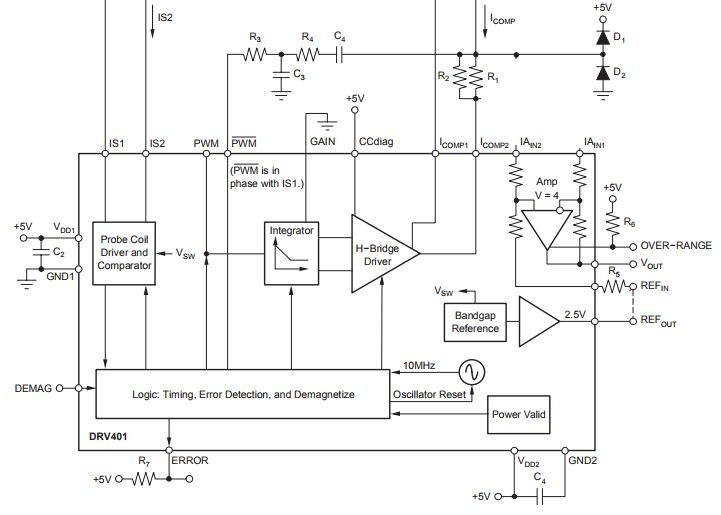 IS2
I_COMP
+5V
D1
D2
R3
R4
C4
C3
R2
R1
+5V
IS1
IS2
PWM
P̅W̅M̅
GAIN
CCdiag
I_COMP1
I_COMP2
IA_IN2
IA_IN1
(P̅W̅M̅ is in
phase with IS1.)
Amp
V = 4
+5V
R6
+5V
V_DD1
C2
GND1
Probe Coil
Driver and
Comparator
V_SW
Integrator
H−Bridge
Driver
OVER−RANGE
V_OUT
R5
REF_IN
V_SW
Bandgap
Reference
2.5V
REF_OUT
DEMAG
Logic: Timing, Error Detection, and Demagnetize
10MHz
Oscillator Reset
Power Valid
DRV401
R7
+5V
ERROR
V_DD2
GND2
C4
+5V